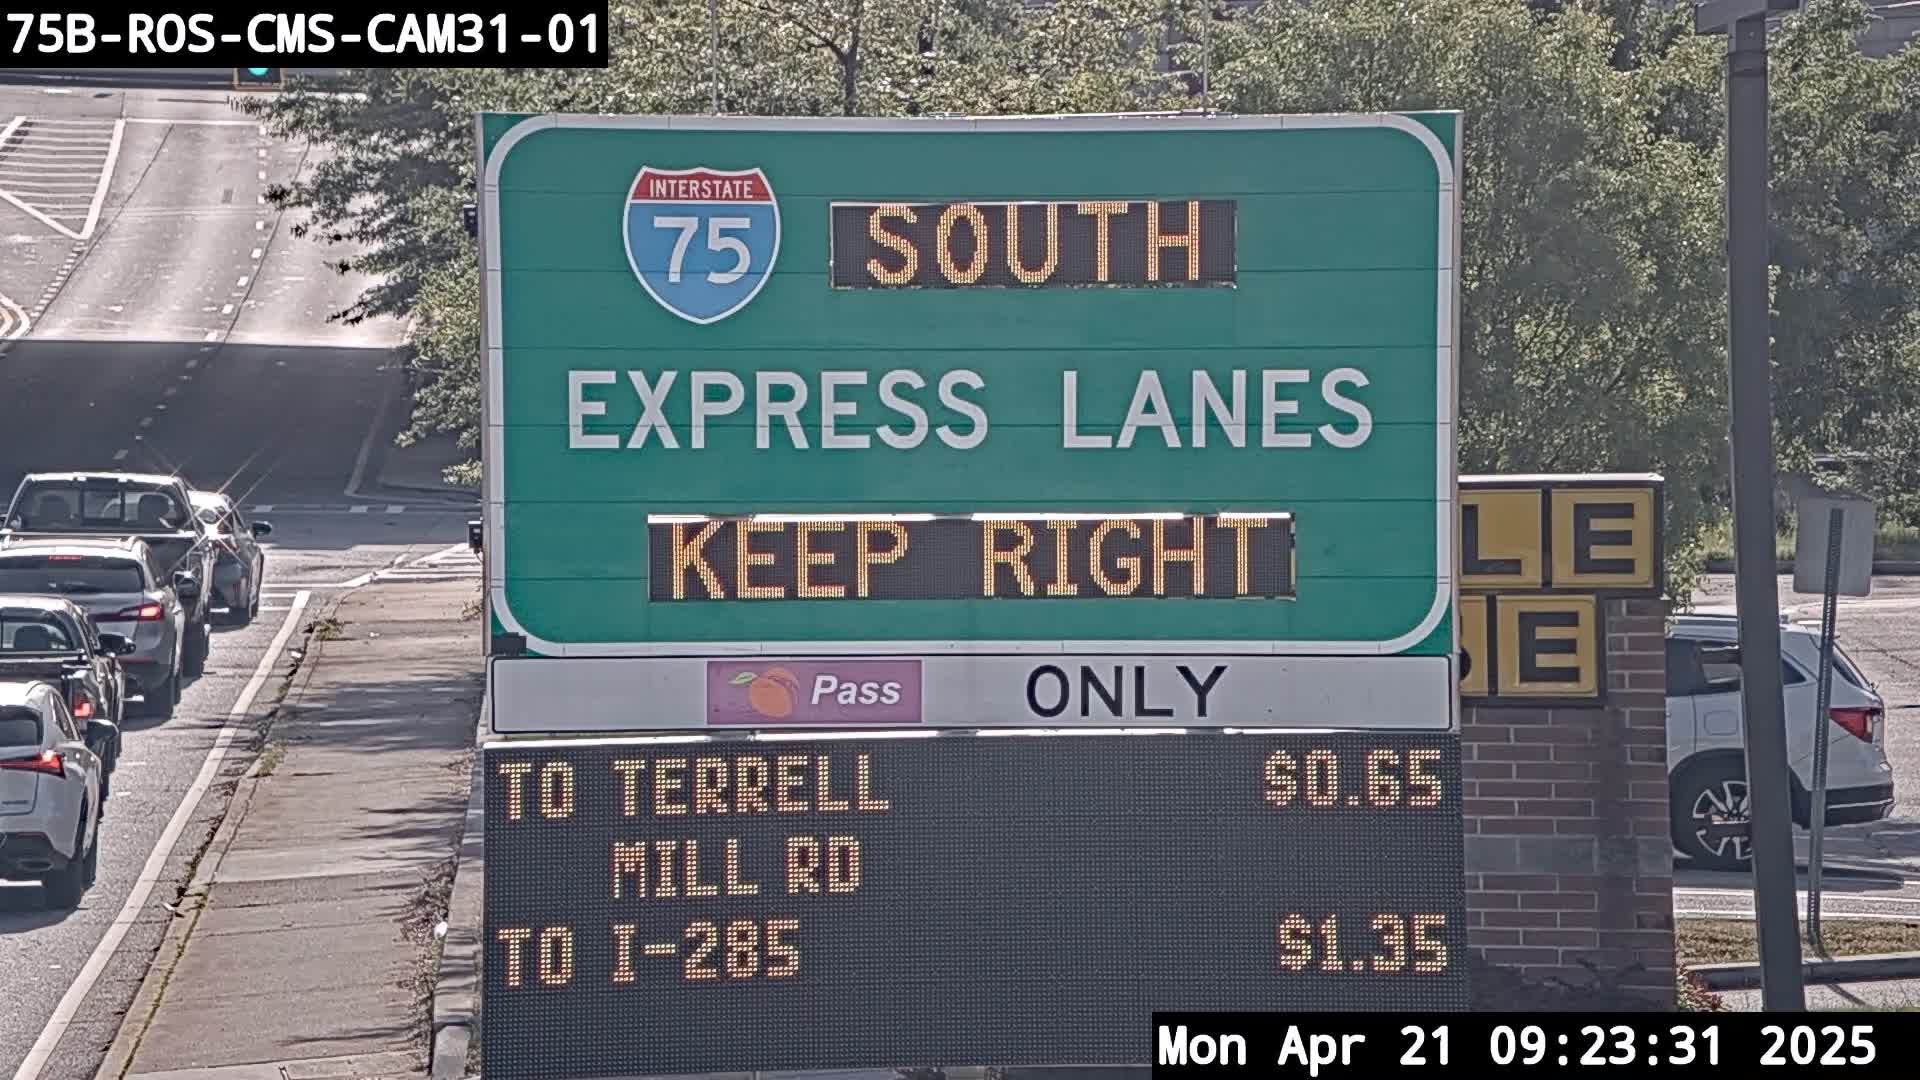 75B-ROS-CMS-CAM31-01
INTERSTATE
75
SOUTH
EXPRESS LANES
KEEP RIGHT
Pass ONLY
TO TERRELL $0.65
MILL RD
TO I-285 $1.35
LE
E
Mon Apr 21 09:23:31 2025